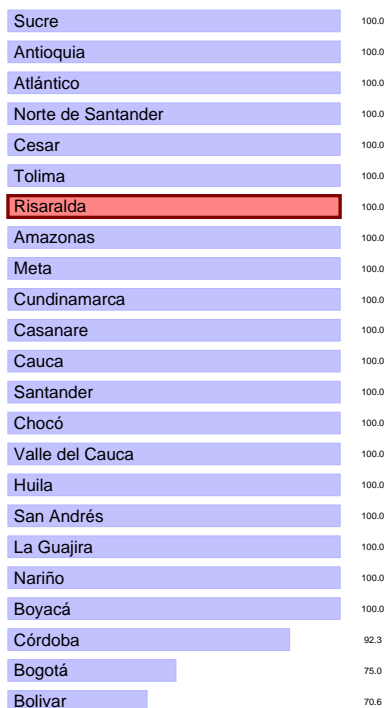 Sucre 100.0
Antioquia 100.0
Atlántico 100.0
Norte de Santander 100.0
Cesar 100.0
Tolima 100.0
Risaralda 100.0
Amazonas 100.0
Meta 100.0
Cundinamarca 100.0
Casanare 100.0
Cauca 100.0
Santander 100.0
Chocó 100.0
Valle del Cauca 100.0
Huila 100.0
San Andrés 100.0
La Guajira 100.0
Nariño 100.0
Boyacá 100.0
Córdoba 92.3
Bogotá 75.0
Bolivar 70.6